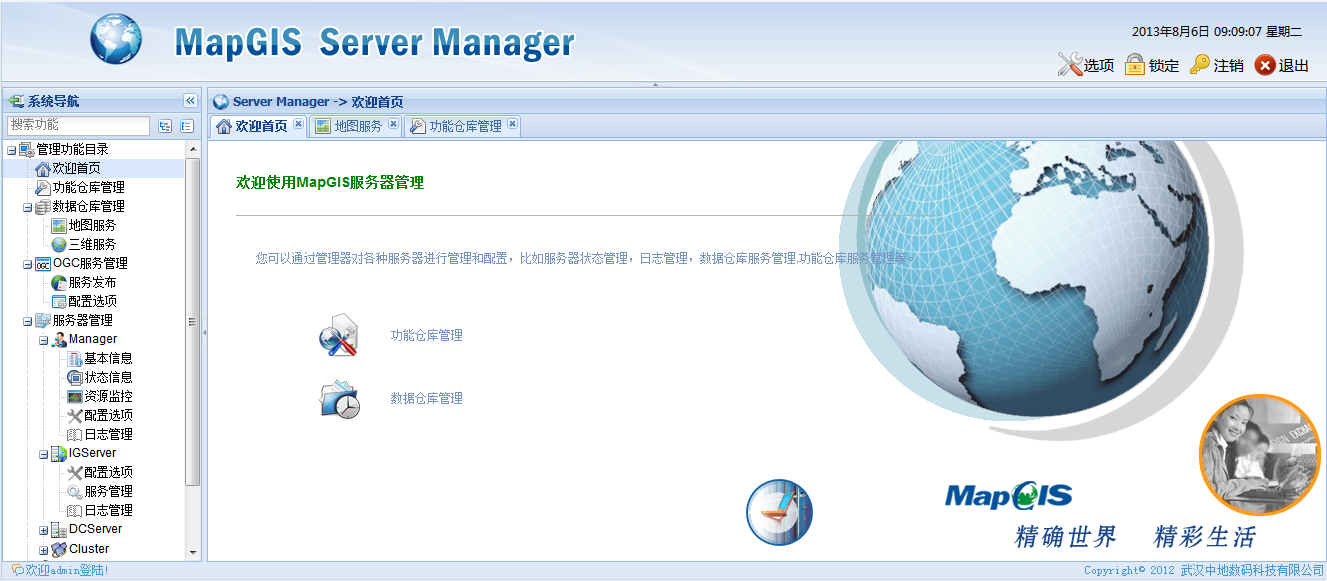 MapGIS Server Manager
2013年8月6日 09:09:07 星期二
选项 锁定 注销 退出
系统导航
搜索功能
管理功能目录
欢迎首页
功能仓库管理
数据仓库管理
地图服务
三维服务
OGC服务管理
服务发布
配置选项
服务器管理
Manager
基本信息
状态信息
资源监控
配置选项
日志管理
IGServer
配置选项
服务管理
日志管理
DCServer
Cluster
Server Manager -> 欢迎首页
欢迎首页 地图服务 功能仓库管理
欢迎使用MapGIS服务器管理
您可以通过管理器对各种服务器进行管理和配置，比如服务器状态管理，日志管理，数据仓库服务管理.功能仓库服务管理等。
功能仓库管理
数据仓库管理
MapGIS
精确世界 精彩生活
欢迎admin登陆!
Copyright© 2012 武汉中地数码科技有限公司